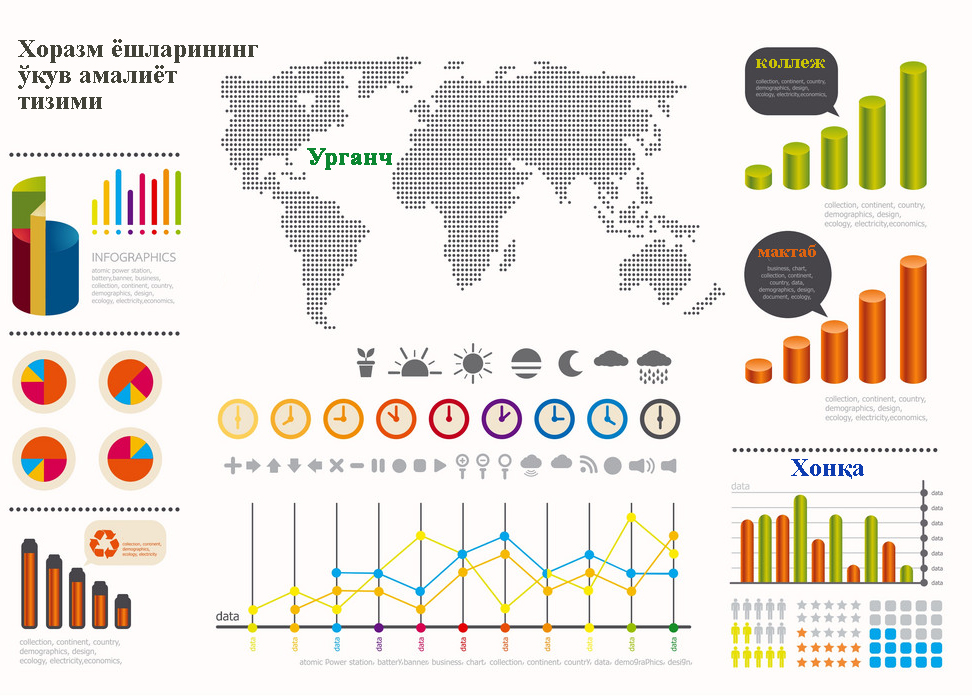 Хоразм ёшларининг
ўкув амалиёт
тизими
Урганч
коллеж
collection, continent, country,
demographics, design,
ecology, electricity,economics,
collection, continent, country,
demographics, design,
ecology, electricity,economics,
INFOGRAPHICS
atomic power station,
battery,banner, business,
collection, continent, country,
demographics, design,
ecology, electricity,economics,
мактаб
business, chart,
collection, continent,
country, data,
demographics, design,
document, ecology,
collection, continent, country,
demographics, design,
ecology, electricity,economics,
Хонқа
data
data
data
data
data
data
data
data
collection, continent,
demographics,
ecology, electricity
collection, continent, country,
demographics, design,
ecology, electricity,economics,
data
data
data
data
data
data
data
data
data
data
data
data
atomic Power station, battery,banner, business, chart, collection, continent, country, data, demoGraPhics, design,